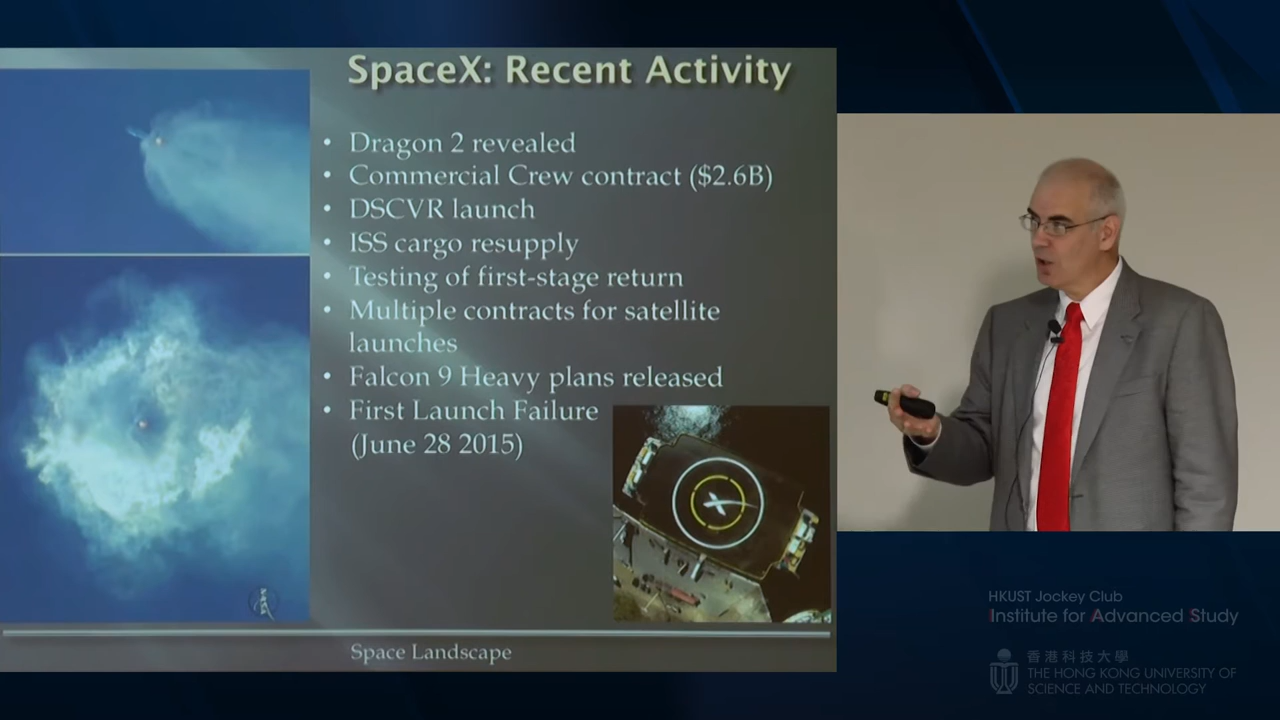 SpaceX: Recent Activity
• Dragon 2 revealed
• Commercial Crew contract ($2.6B)
• DSCVR launch
• ISS cargo resupply
• Testing of first-stage return
• Multiple contracts for satellite
launches
• Falcon 9 Heavy plans released
• First Launch Failure
(June 28 2015)
NASA
Space Landscape
HKUST Jockey Club
Institute for Advanced Study
香港科技大學
THE HONG KONG UNIVERSITY OF
SCIENCE AND TECHNOLOGY